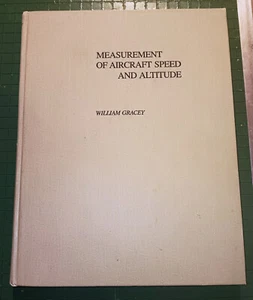 MEASUREMENT
OF AIRCRAFT SPEED
AND ALTITUDE
WILLIAM GRACEY